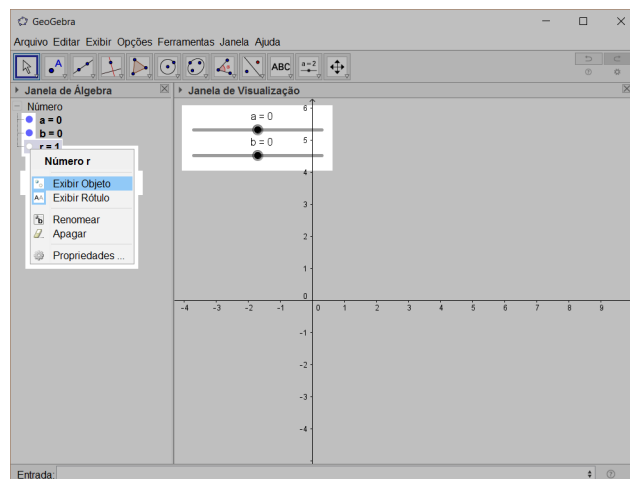 GeoGebra
Arquivo Editar Exibir Opções Ferramentas Janela Ajuda
A
ABC
a=2
Janela de Álgebra
Janela de Visualização
Número
a = 0
b = 0
r = 1
Número r
Exibir Objeto
AA Exibir Rótulo
Renomear
Apagar
Propriedades ...
a = 0
b = 0
6
5
4
3
2
1
0
-4 -3 -2 -1 0 1 2 3 4 5 6 7 8 9
-1
-2
-3
-4
Entrada: